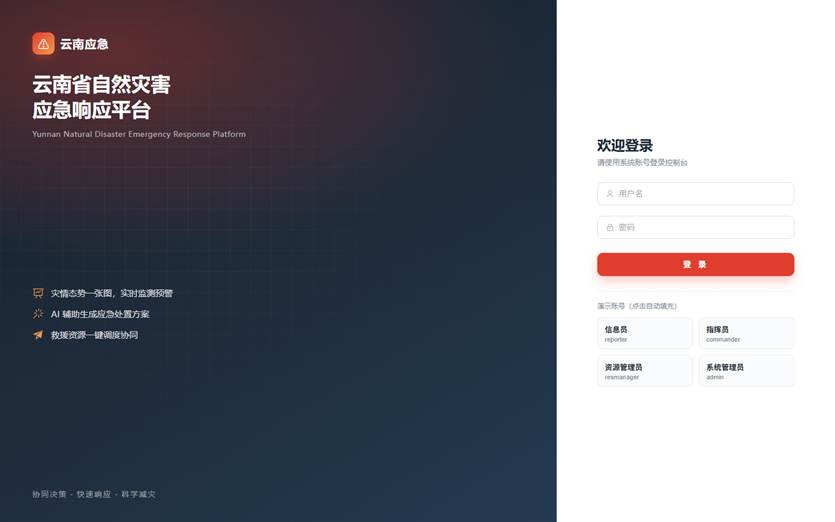 云南应急
云南省自然灾害
应急响应平台
Yunnan Natural Disaster Emergency Response Platform
灾情态势一张图，实时监测预警
AI 辅助生成应急处置方案
救援资源一键调度协同
协同决策 · 快速响应 · 科学减灾
欢迎登录
请使用系统账号登录控制台
用户名
密码
登 录
演示账号（点击自动填充）
信息员
reporter
指挥员
commander
资源管理员
resmanager
系统管理员
admin